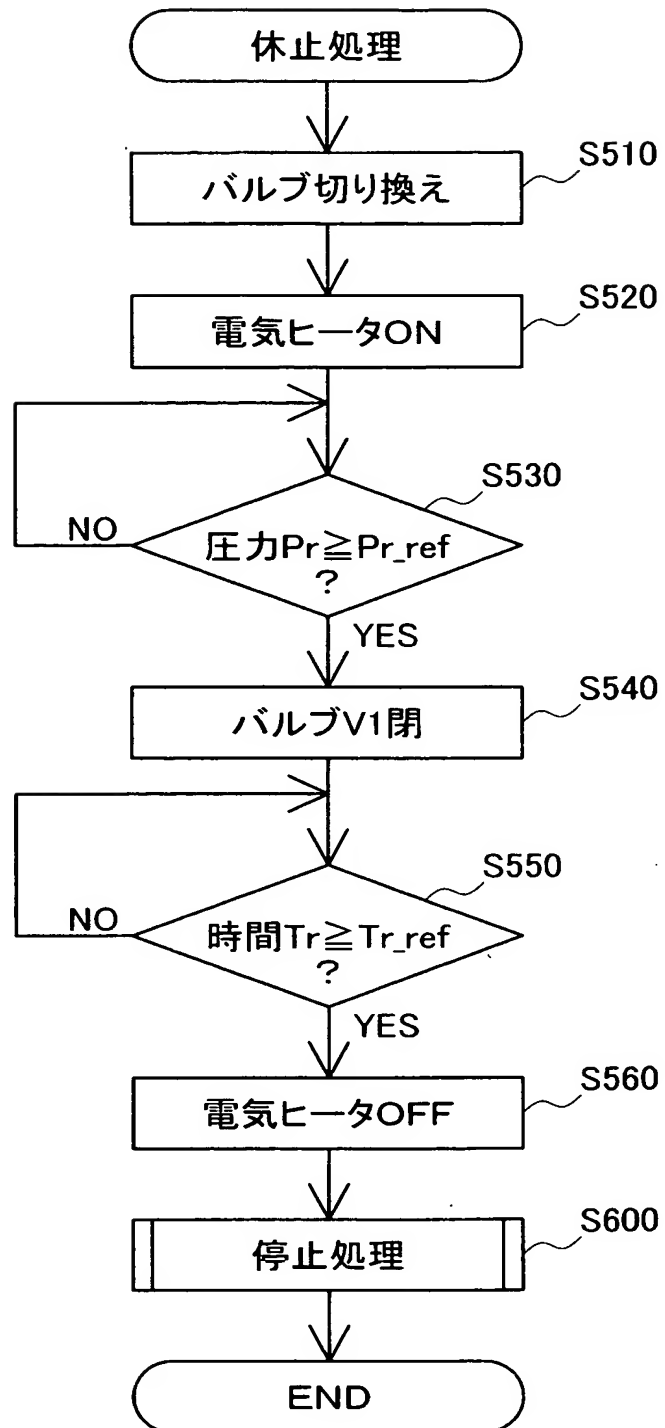 休止処理
S510
バルブ切り換え
S520
電気ヒータON
S530
NO
圧力Pr≧Pr_ref
?
YES
S540
バルブV1閉
S550
NO
時間Tr≧Tr_ref
?
YES
S560
電気ヒータOFF
S600
停止処理
END